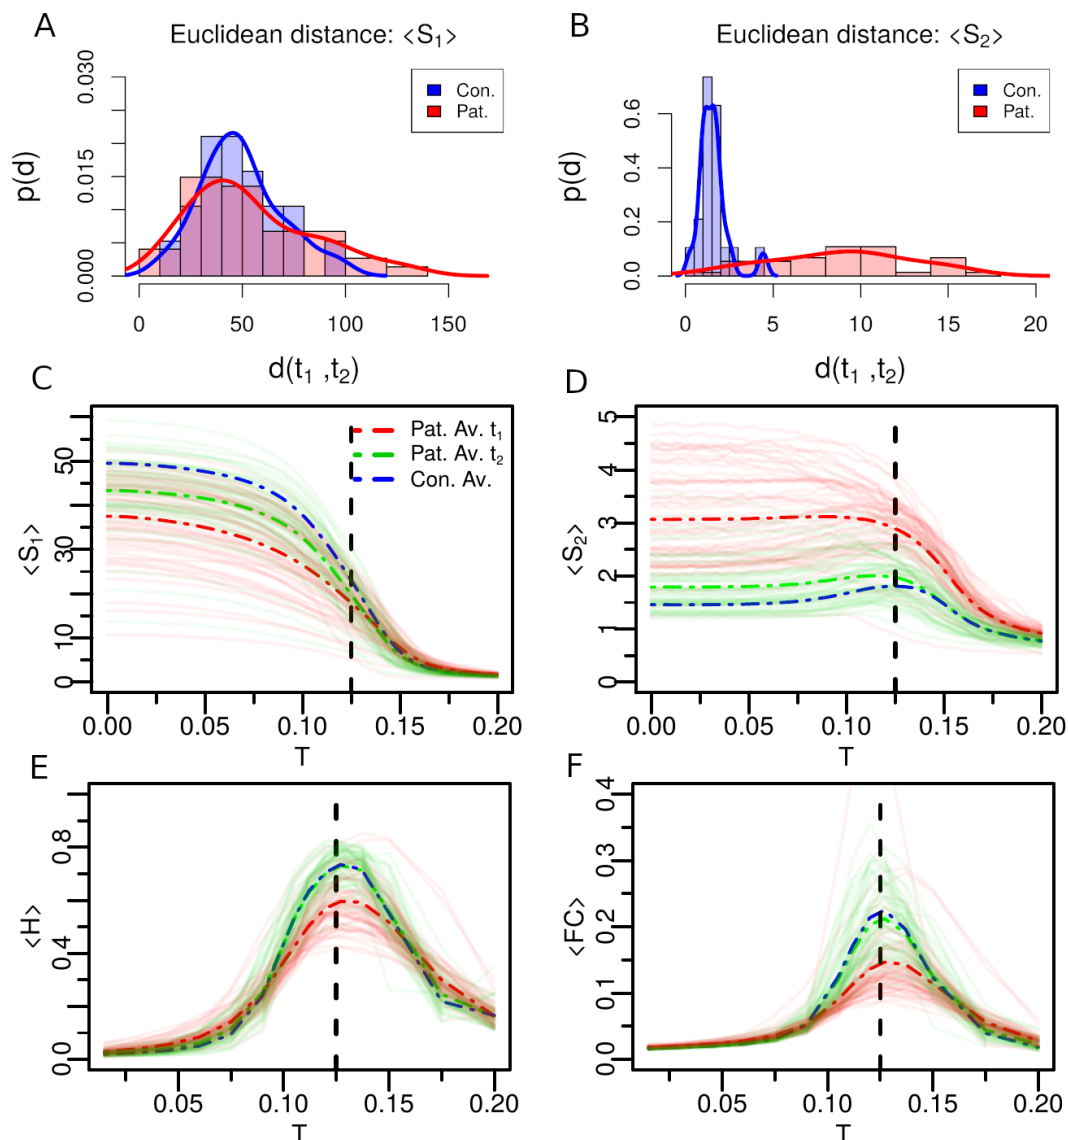 A
Euclidean distance: <S1>
0.030
0.015
0.000
p(d)
Con.
Pat.
0 50 100 150
d(t1 ,t2)
B
Euclidean distance: <S2>
0.6
0.4
0.2
0.0
p(d)
Con.
Pat.
0 5 10 15 20
d(t1 ,t2)
C
50
30
10
0
<S1>
Pat. Av. t1
Pat. Av. t2
Con. Av.
0.00 0.05 0.10 0.15 0.20
T
D
5
4
3
2
1
0
<S2>
0.00 0.05 0.10 0.15 0.20
T
E
0.8
0.4
0.0
<H>
0.05 0.10 0.15 0.20
T
F
0.4
0.3
0.2
0.1
0.0
<FC>
0.05 0.10 0.15 0.20
T